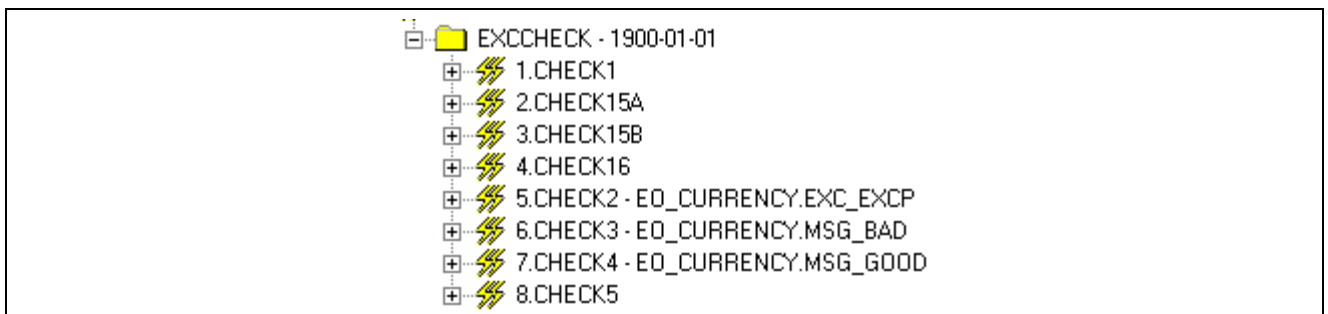 EXCCHECK - 1900-01-01
1.CHECK1
2.CHECK15A
3.CHECK15B
4.CHECK16
5.CHECK2 - EO_CURRENCY.EXC_EXCP
6.CHECK3 - EO_CURRENCY.MSG_BAD
7.CHECK4 - EO_CURRENCY.MSG_GOOD
8.CHECK5